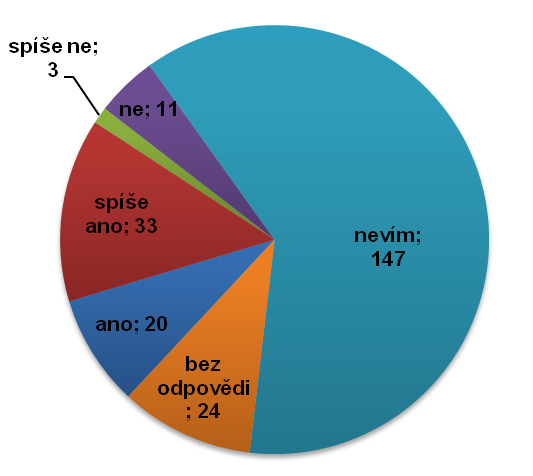 spíše ne;
3
ne; 11
spíše
ano; 33
nevím;
147
ano; 20
bez
odpovědi
; 24